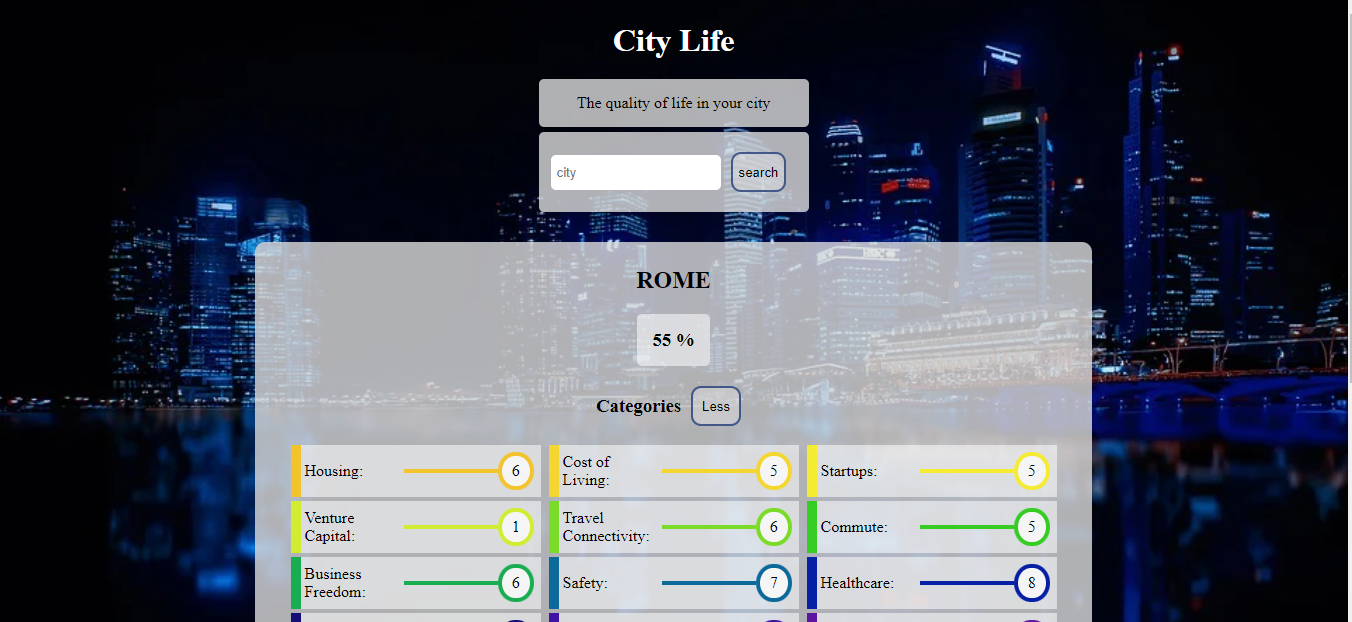 City Life
The quality of life in your city
city
search
ROME
55 %
Categories
Less
Housing:
6
Cost of
Living:
5
Startups:
5
Venture
Capital:
1
Travel
Connectivity:
6
Commute:
5
Business
Freedom:
6
Safety:
7
Healthcare:
8